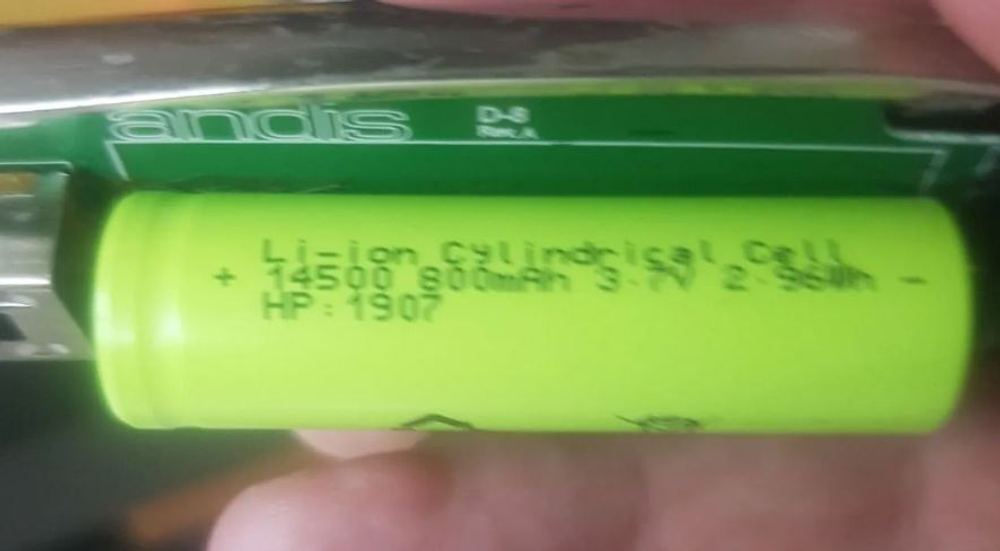 andis
D-8
Rev. A
Li-ion Cylindrical Cell
+ 14500 800mAh 3.7V 2.96Wh -
HP:1907